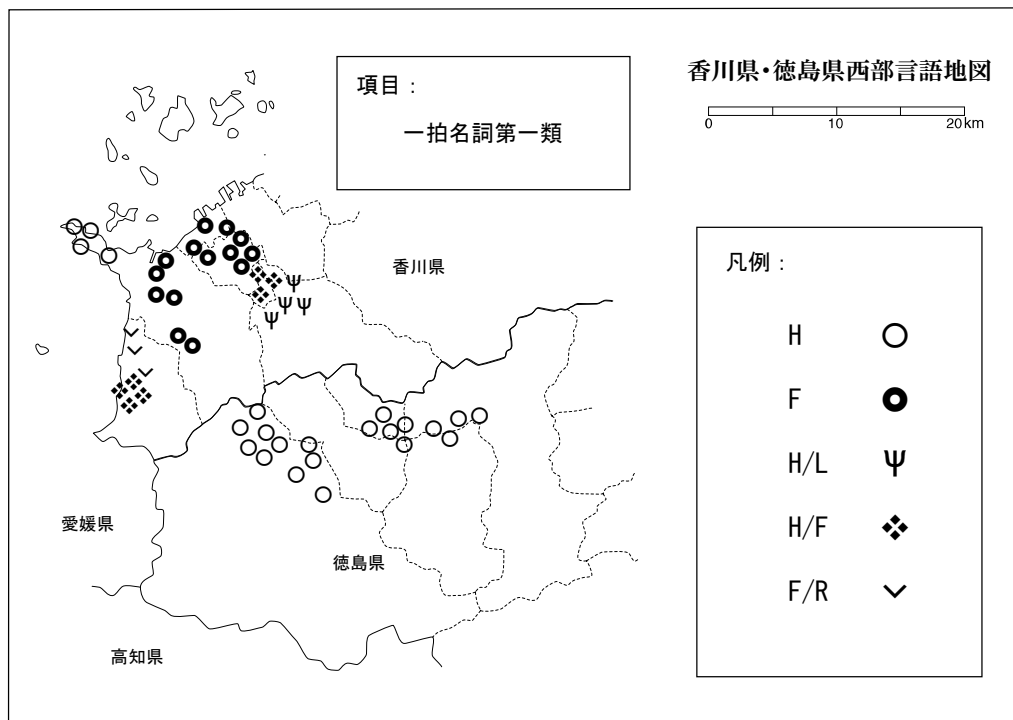 項目：
一拍名詞第一類
香川県・徳島県西部言語地図
0 10 20km
香川県
愛媛県
徳島県
高知県
凡例：
H
F
H/L
H/F
F/R